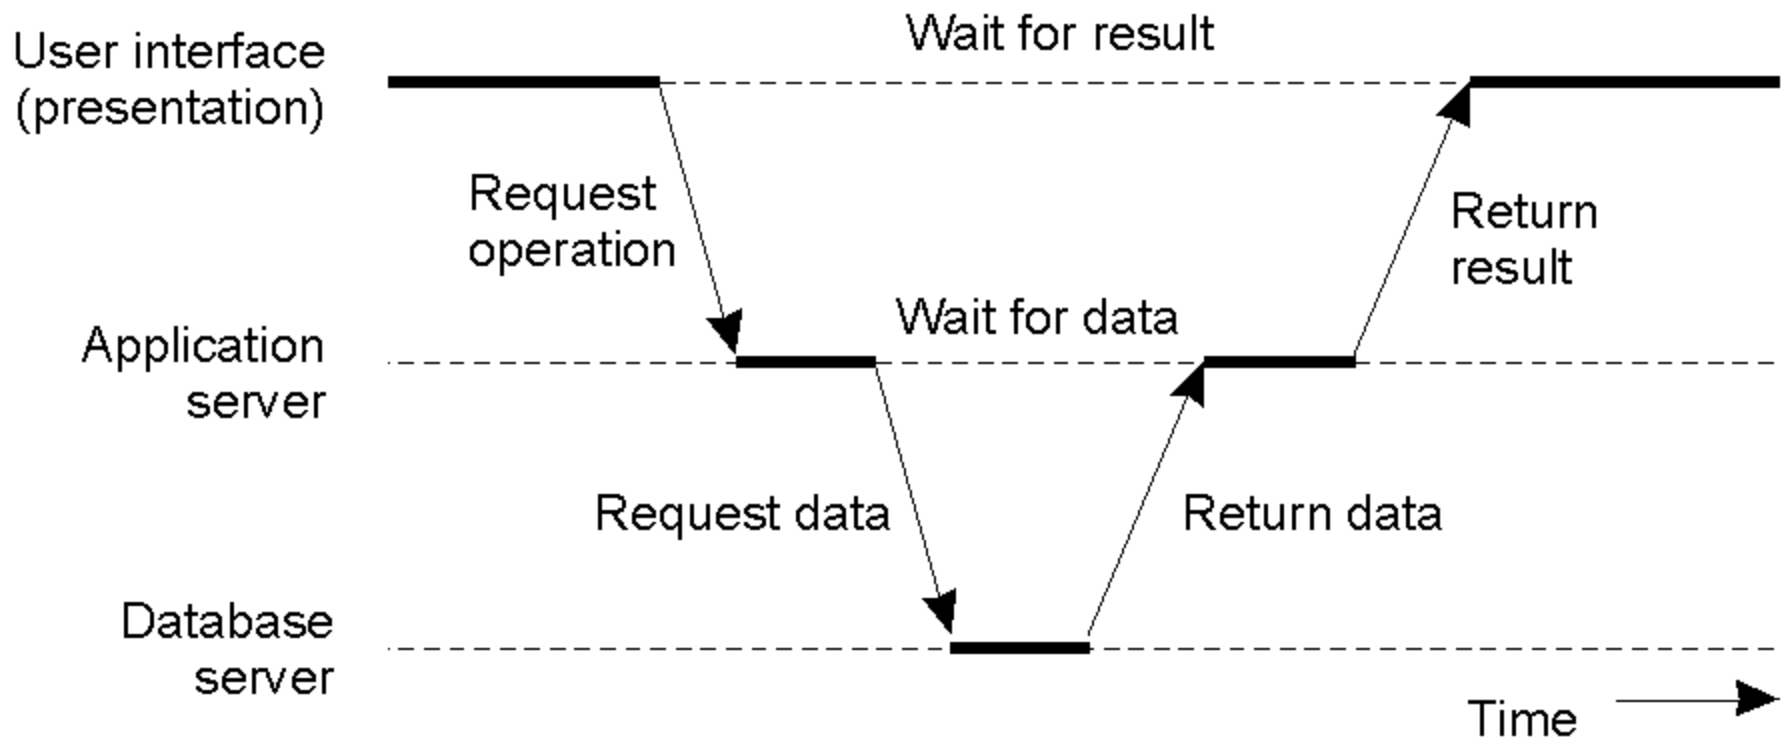 Wait for result
User interface
(presentation)
Request
operation
Return
result
Wait for data
Application
server
Request data
Return data
Database
server
Time